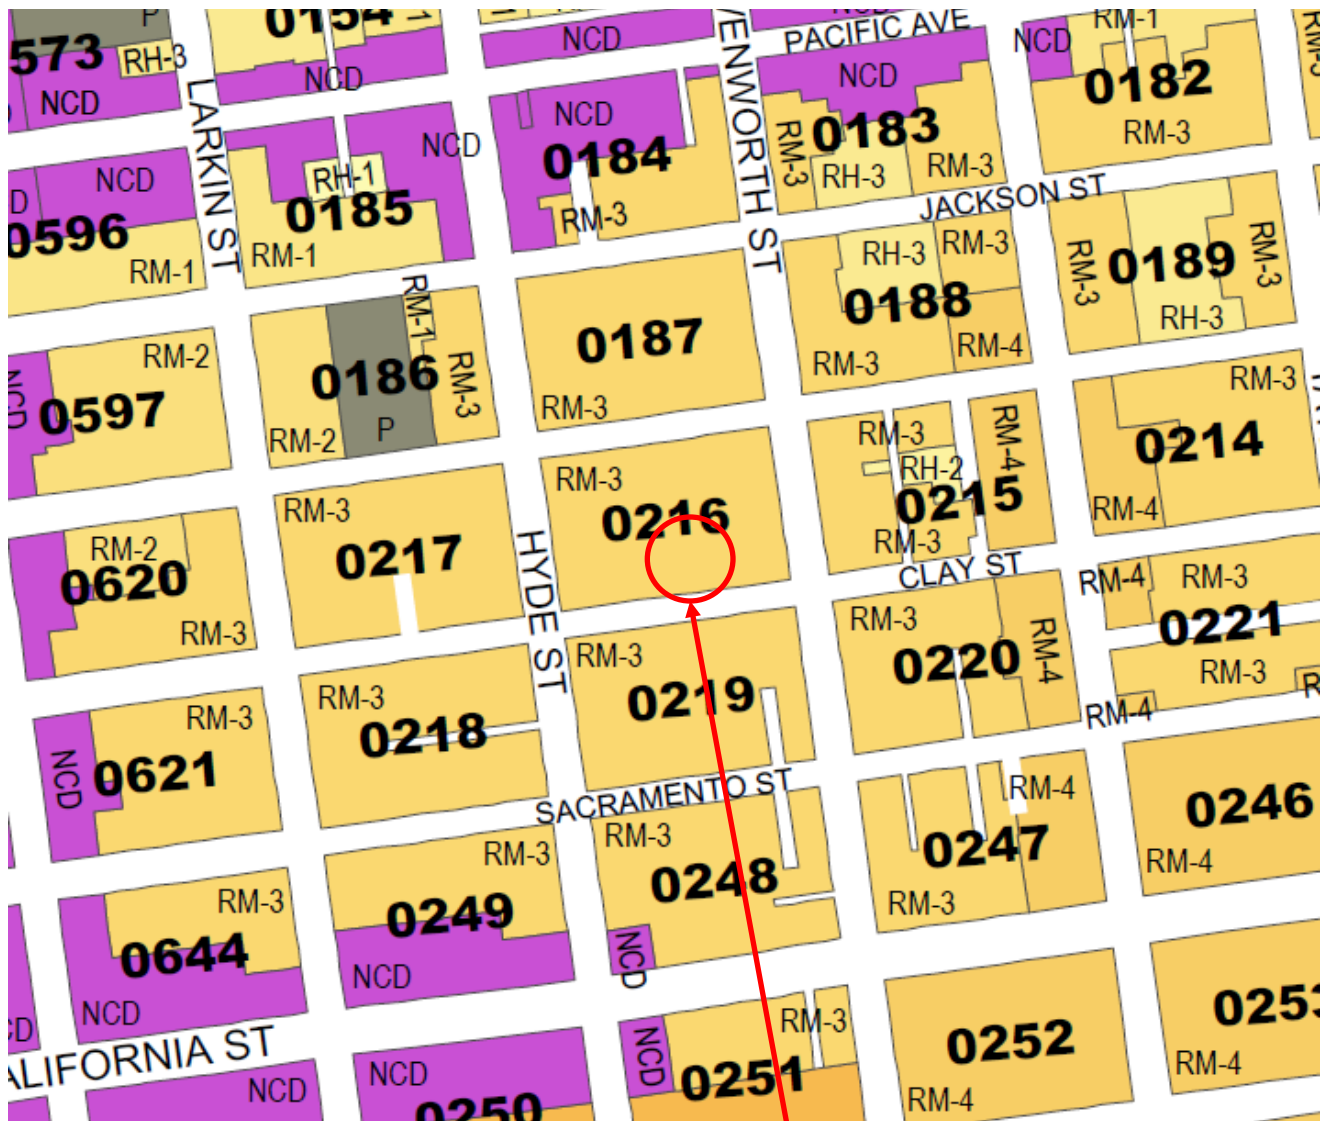 P
0154
NCD
PACIFIC AVE
RM-1
573
RH-3
NCD
NCD
NCD
NCD
NCD
0182
RM-3
LARKIN ST
NCD
NCD
0184
RM-3
VENWORTH ST
RM-3
0183
RH-3
RM-3
NCD
0596
RM-1
RH-1
0185
RM-1
JACKSON ST
RM-3
0189
RM-3
RH-3
RH-3
RM-3
0188
RM-3
RM-4
RM-2
NCD
0597
RM-1
0186
RM-3
RM-2
P
0187
RM-3
RM-3
0214
RM-4
RM-3
RH-2
RM-4
0215
RM-3
RM-3
0216
RM-3
0217
HYDE ST
CLAY ST
RM-2
0620
RM-3
RM-4
RM-3
0221
RM-3
RM-4
RM-3
0220
RM-4
RM-3
0219
RM-3
0218
RM-3
NCD
0621
SACRAMENTO ST
RM-3
0248
NCD
RM-4
0247
RM-3
0246
RM-4
RM-3
0249
NCD
RM-3
0644
NCD
CALIFORNIA ST
NCD
NCD
0250
NCD
RM-3
0251
0252
RM-4
0253
RM-4